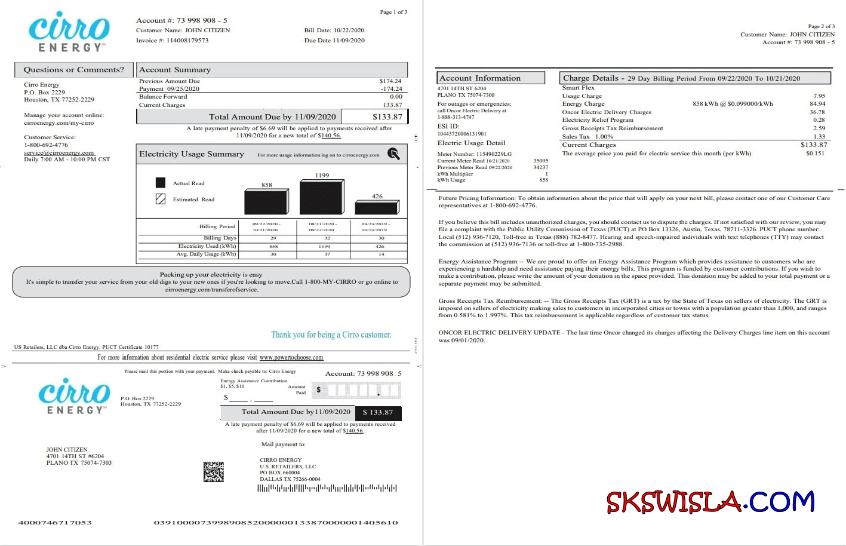 Page 1 of 3
cirro
ENERGY™
Account #: 73 998 908 - 5
Customer Name: JOHN CITIZEN
Bill Date: 10/22/2020
Invoice #: 114008179573
Due Date 11/09/2020
Questions or Comments?
Cirro Energy
P.O. Box 2229
Houston, TX 77252-2229
Manage your account online:
cirroenergy.com/my-cirro
Customer Service:
1-800-692-4776
service@cirroenergy.com
Daily 7:00 AM - 10:00 PM CST
Account Summary
Previous Amount Due $174.24
Payment 09/25/2020 -174.24
Balance Forward 0.00
Current Charges 133.87
Total Amount Due by 11/09/2020 $133.87
A late payment penalty of $6.69 will be applied to payments received after
11/09/2020 for a new total of $140.56.
Electricity Usage Summary
For more information usage info log on to cirroenergy.com
Actual Read
Estimated Read
858
1199
426
Billing Period
Billing Days 29 32 30
Electricity Used (kWh) 858 1199 426
Avg. Daily Usage (kWh) 30 37 14
Packing up your electricity is easy
It's simple to transfer your service from your old digs to your new ones if you're looking to move.Call 1-800-MY-CIRRO or go online to
cirroenergy.com/transferofservice.
Thank you for being a Cirro customer.
US Retailers, LLC dba Cirro Energy, PUCT Certificate 10177
For more information about residential electric service please visit www.powertochoose.com
Please mail this portion with your payment. Make check payable to: Cirro Energy
Account: 73 998 908 - 5
cirro
ENERGY™
P.O. Box 2229
Houston, TX 77252-2229
Energy Assistance Contribution
$1, $5, $10
$
Amount
Paid
$
Total Amount Due by 11/09/2020 $ 133.87
A late payment penalty of $6.69 will be applied to payments received
after 11/09/2020 for a new total of $140.56.
Mail payment to:
JOHN CITIZEN
4701 14TH ST #6204
PLANO TX 75074-7300
CIRRO ENERGY
U.S. RETAILERS, LLC
PO BOX 660004
DALLAS TX 75266-0004
4000746717053
Page 2 of 3
Customer Name: JOHN CITIZEN
Account #: 73 998 908 - 5
Account Information
4701 14TH ST 6204
PLANO TX 75074-7300
For outages or emergencies:
call Oncor Electric Delivery at
1-888-313-4747
ESI ID:
Electric Usage Detail
Meter Number: 115490229LG
Current Meter Read 10/21/2020 35095
Previous Meter Read 09/22/2020 34237
kWh Multiplier 1
kWh Usage 858
Charge Details - 29 Day Billing Period From 09/22/2020 To 10/21/2020
Smart Flex
Usage Charge 7.95
Energy Charge 858 kWh @ $0.099000/kWh 84.94
Oncor Electric Delivery Charges 36.78
Electricity Relief Program 0.28
Gross Receipts Tax Reimbursement 2.59
Sales Tax 1.00% 1.33
Current Charges $133.87
The average price you paid for electric service this month (per kWh) $0.151
Future Pricing Information: To obtain information about the price that will apply on your next bill, please contact one of our Customer Care
representatives at 1-800-692-4776.
If you believe this bill includes unauthorized charges, you should contact us to dispute the charges. If not satisfied with our review, you may
file a complaint with the Public Utility Commission of Texas (PUCT) at PO Box 13326, Austin, Texas, 78711-3326. PUCT phone number:
Local (512) 936-7120, Toll-free in Texas (888) 782-8477. Hearing and speech-impaired individuals with text telephones (TTY) may contact
the commission at (512) 936-7136 or toll-free at 1-800-735-2988.
Energy Assistance Program -- We are proud to offer an Energy Assistance Program which provides assistance to customers who are
experiencing a hardship and need assistance paying their energy bills. This program is funded by customer contributions. If you wish to
make a contribution, please write the amount of your donation in the space provided. This donation may be added to your total payment or a
separate payment may be submitted.
Gross Receipts Tax Reimbursement: -- The Gross Receipts Tax (GRT) is a tax by the State of Texas on sellers of electricity. The GRT is
imposed on sellers of electricity making sales to customers in incorporated cities or towns with a population greater than 1,000, and ranges
from 0.581% to 1.997%. This tax reimbursement is applicable regardless of customer tax status.
ONCOR ELECTRIC DELIVERY UPDATE - The last time Oncor changed its charges affecting the Delivery Charges line item on this account
was 09/01/2020.
SKSWISLA.COM